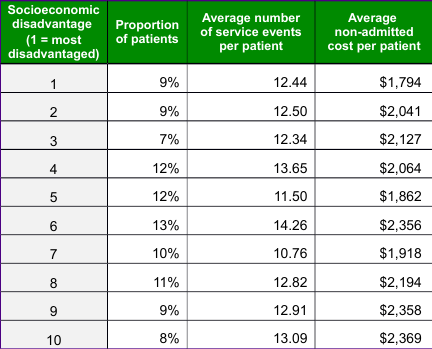 Socioeconomic disadvantage (1 = most disadvantaged) Proportion of patients Average number of service events per patient Average non-admitted cost per patient
1 9% 12.44 $1,794
2 9% 12.50 $2,041
3 7% 12.34 $2,127
4 12% 13.65 $2,064
5 12% 11.50 $1,862
6 13% 14.26 $2,356
7 10% 10.76 $1,918
8 11% 12.82 $2,194
9 9% 12.91 $2,358
10 8% 13.09 $2,369